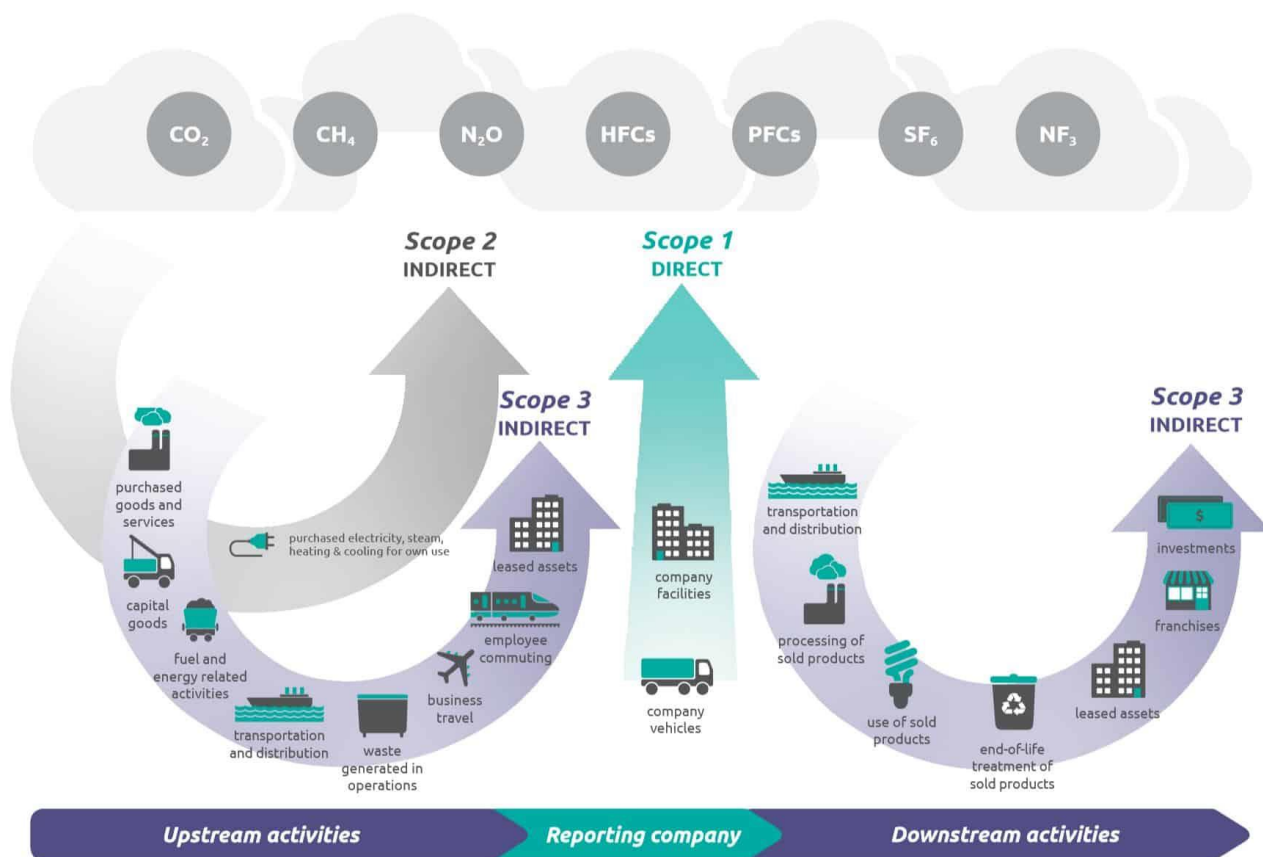 CO₂
CH₄
N₂O
HFCs
PFCs
SF₆
NF₃
Scope 2
INDIRECT
Scope 1
DIRECT
Scope 3
INDIRECT
Scope 3
INDIRECT
purchased
goods and
services
capital
goods
fuel and
energy related
activities
transportation
and distribution
waste
generated in
operations
business
travel
employee
commuting
leased assets
purchased electricity, steam,
heating & cooling for own use
company
facilities
company
vehicles
transportation
and distribution
processing of
sold products
use of sold
products
end-of-life
treatment of
sold products
leased assets
franchises
$
investments
Upstream activities
Reporting company
Downstream activities